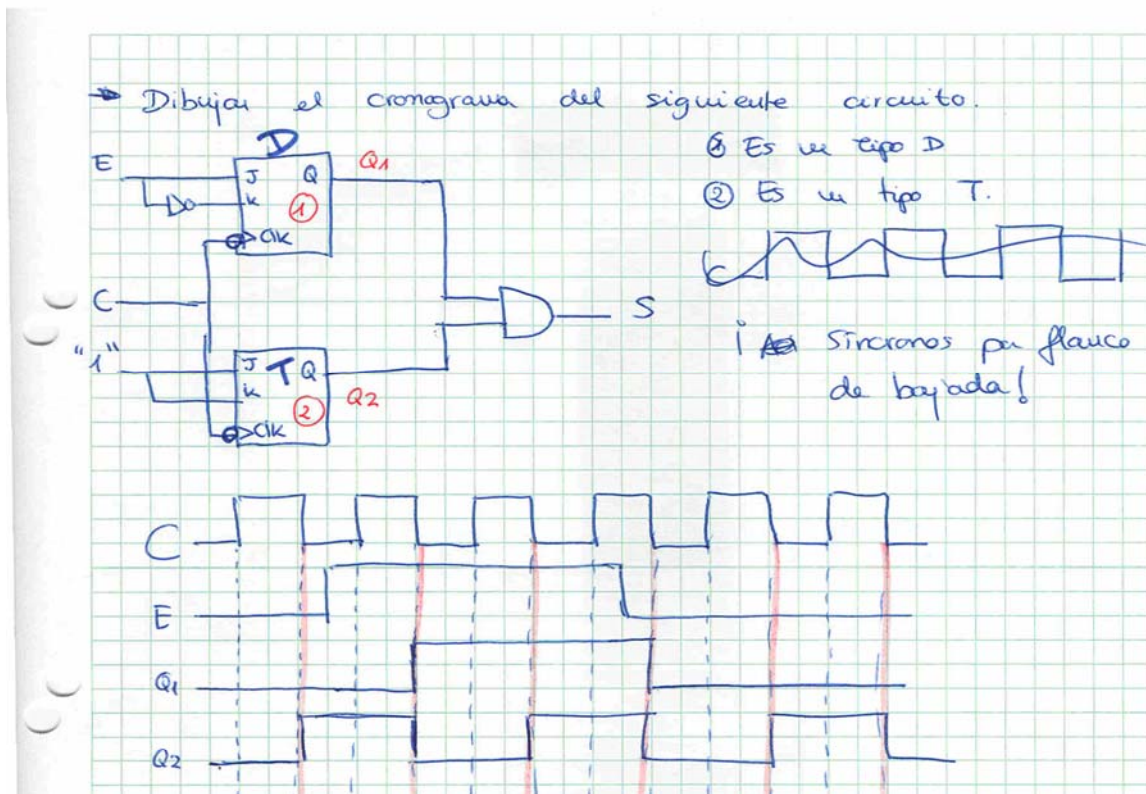 → Dibujar el cronograma del siguiente circuito.
D
E
J Q
K
①
Clk
Q1
① Es un tipo D
② Es un tipo T.
C
C
S
"1"
J T Q
K
②
Clk
Q2
¡ Síncronos por flanco
de bajada!
C
E
Q1
Q2